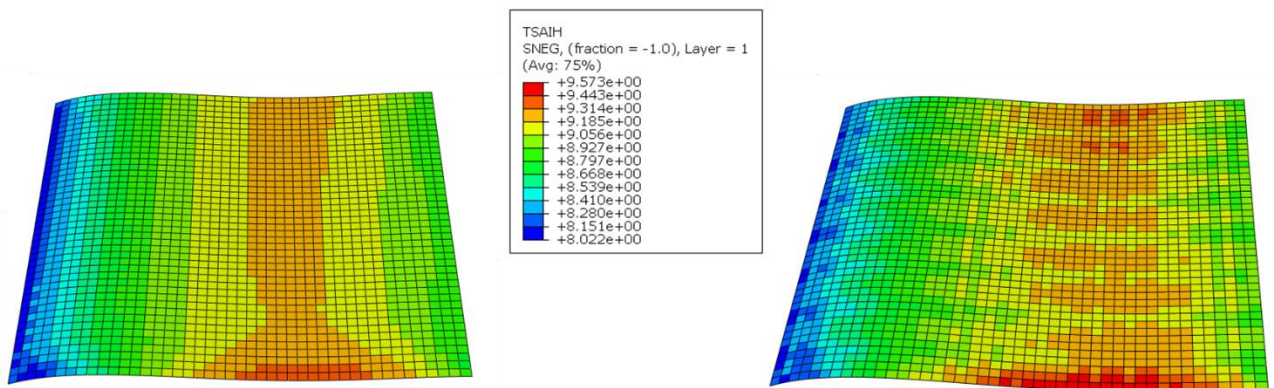 TSAIH
SNEG, (fraction = -1.0), Layer = 1
(Avg: 75%)
+9.573e+00
+9.443e+00
+9.314e+00
+9.185e+00
+9.056e+00
+8.927e+00
+8.797e+00
+8.668e+00
+8.539e+00
+8.410e+00
+8.280e+00
+8.151e+00
+8.022e+00